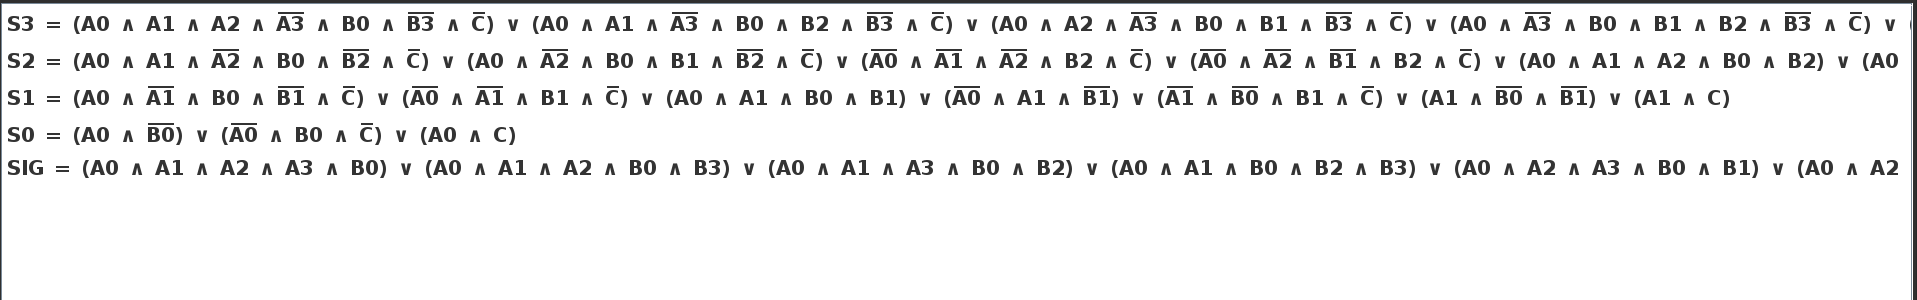 S3 = (A0 ∧ A1 ∧ A2 ∧ A̅3̅ ∧ B0 ∧ B̅3̅ ∧ C̅) ∨ (A0 ∧ A1 ∧ A̅3̅ ∧ B0 ∧ B2 ∧ B̅3̅ ∧ C̅) ∨ (A0 ∧ A2 ∧ A̅3̅ ∧ B0 ∧ B1 ∧ B̅3̅ ∧ C̅) ∨ (A0 ∧ A̅3̅ ∧ B0 ∧ B1 ∧ B2 ∧ B̅3̅ ∧ C̅) ∨
S2 = (A0 ∧ A1 ∧ A̅2̅ ∧ B0 ∧ B̅2̅ ∧ C̅) ∨ (A0 ∧ A̅2̅ ∧ B0 ∧ B1 ∧ B̅2̅ ∧ C̅) ∨ (A̅0̅ ∧ A̅1̅ ∧ A̅2̅ ∧ B2 ∧ C̅) ∨ (A̅0̅ ∧ A̅2̅ ∧ B̅1̅ ∧ B2 ∧ C̅) ∨ (A0 ∧ A1 ∧ A2 ∧ B0 ∧ B2) ∨ (A0
S1 = (A0 ∧ A̅1̅ ∧ B0 ∧ B̅1̅ ∧ C̅) ∨ (A̅0̅ ∧ A̅1̅ ∧ B1 ∧ C̅) ∨ (A0 ∧ A1 ∧ B0 ∧ B1) ∨ (A̅0̅ ∧ A1 ∧ B̅1̅) ∨ (A̅1̅ ∧ B̅0̅ ∧ B1 ∧ C̅) ∨ (A1 ∧ B̅0̅ ∧ B̅1̅) ∨ (A1 ∧ C)
S0 = (A0 ∧ B̅0̅) ∨ (A̅0̅ ∧ B0 ∧ C̅) ∨ (A0 ∧ C)
SIG = (A0 ∧ A1 ∧ A2 ∧ A3 ∧ B0) ∨ (A0 ∧ A1 ∧ A2 ∧ B0 ∧ B3) ∨ (A0 ∧ A1 ∧ A3 ∧ B0 ∧ B2) ∨ (A0 ∧ A1 ∧ B0 ∧ B2 ∧ B3) ∨ (A0 ∧ A2 ∧ A3 ∧ B0 ∧ B1) ∨ (A0 ∧ A2